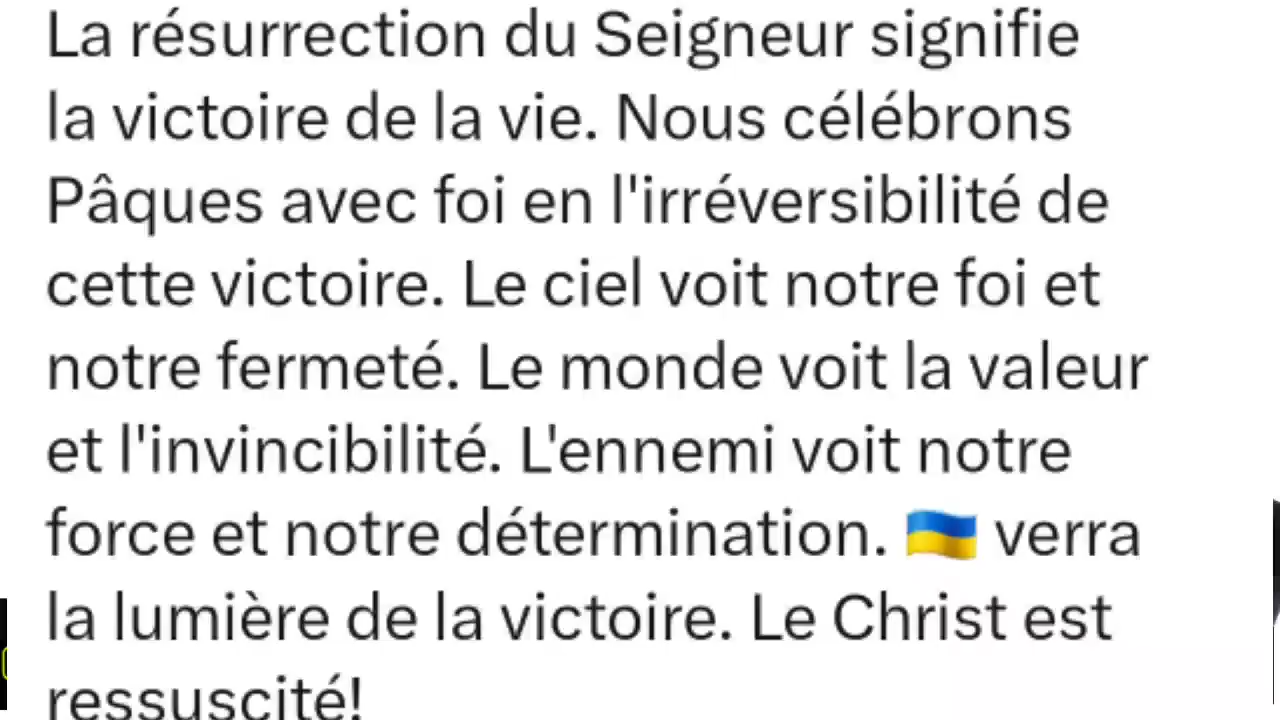 La résurrection du Seigneur signifie
la victoire de la vie. Nous célébrons
Pâques avec foi en l'irréversibilité de
cette victoire. Le ciel voit notre foi et
notre fermeté. Le monde voit la valeur
et l'invincibilité. L'ennemi voit notre
force et notre détermination. 🇺🇦 verra
la lumière de la victoire. Le Christ est
ressuscité!